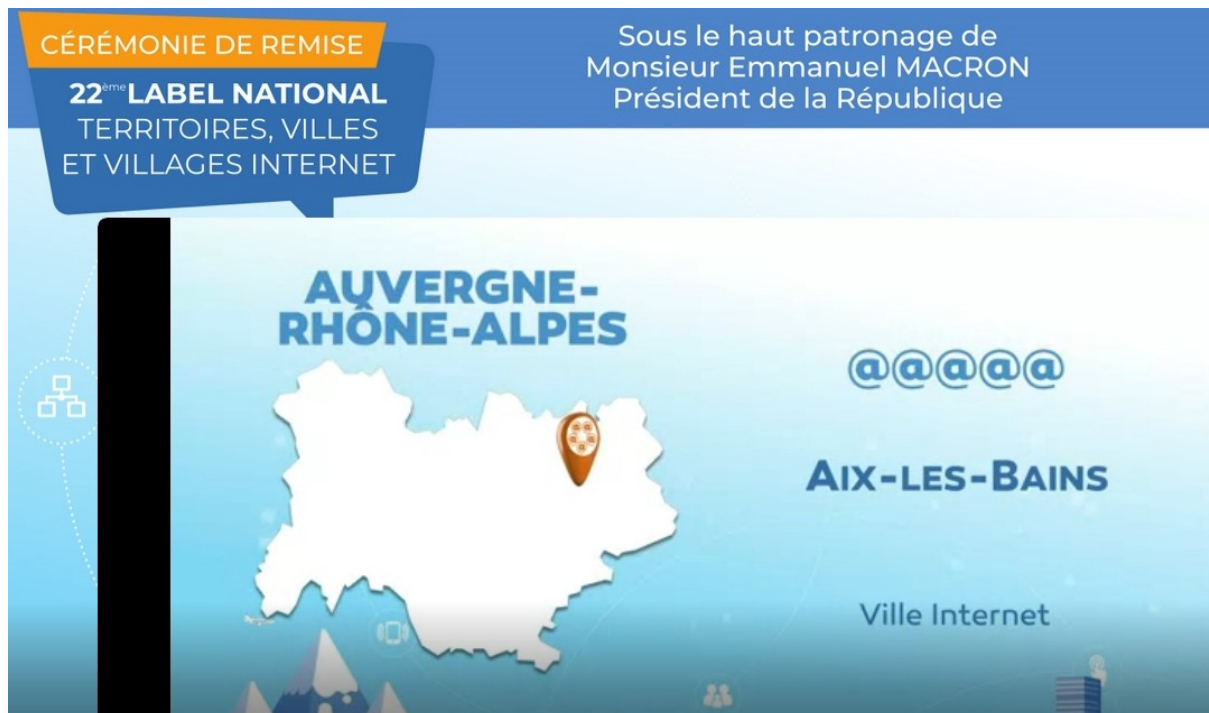 CÉRÉMONIE DE REMISE
22ème LABEL NATIONAL
TERRITOIRES, VILLES
ET VILLAGES INTERNET
Sous le haut patronage de
Monsieur Emmanuel MACRON
Président de la République
AUVERGNE-
RHÔNE-ALPES
@@@@@
AIX-LES-BAINS
Ville Internet